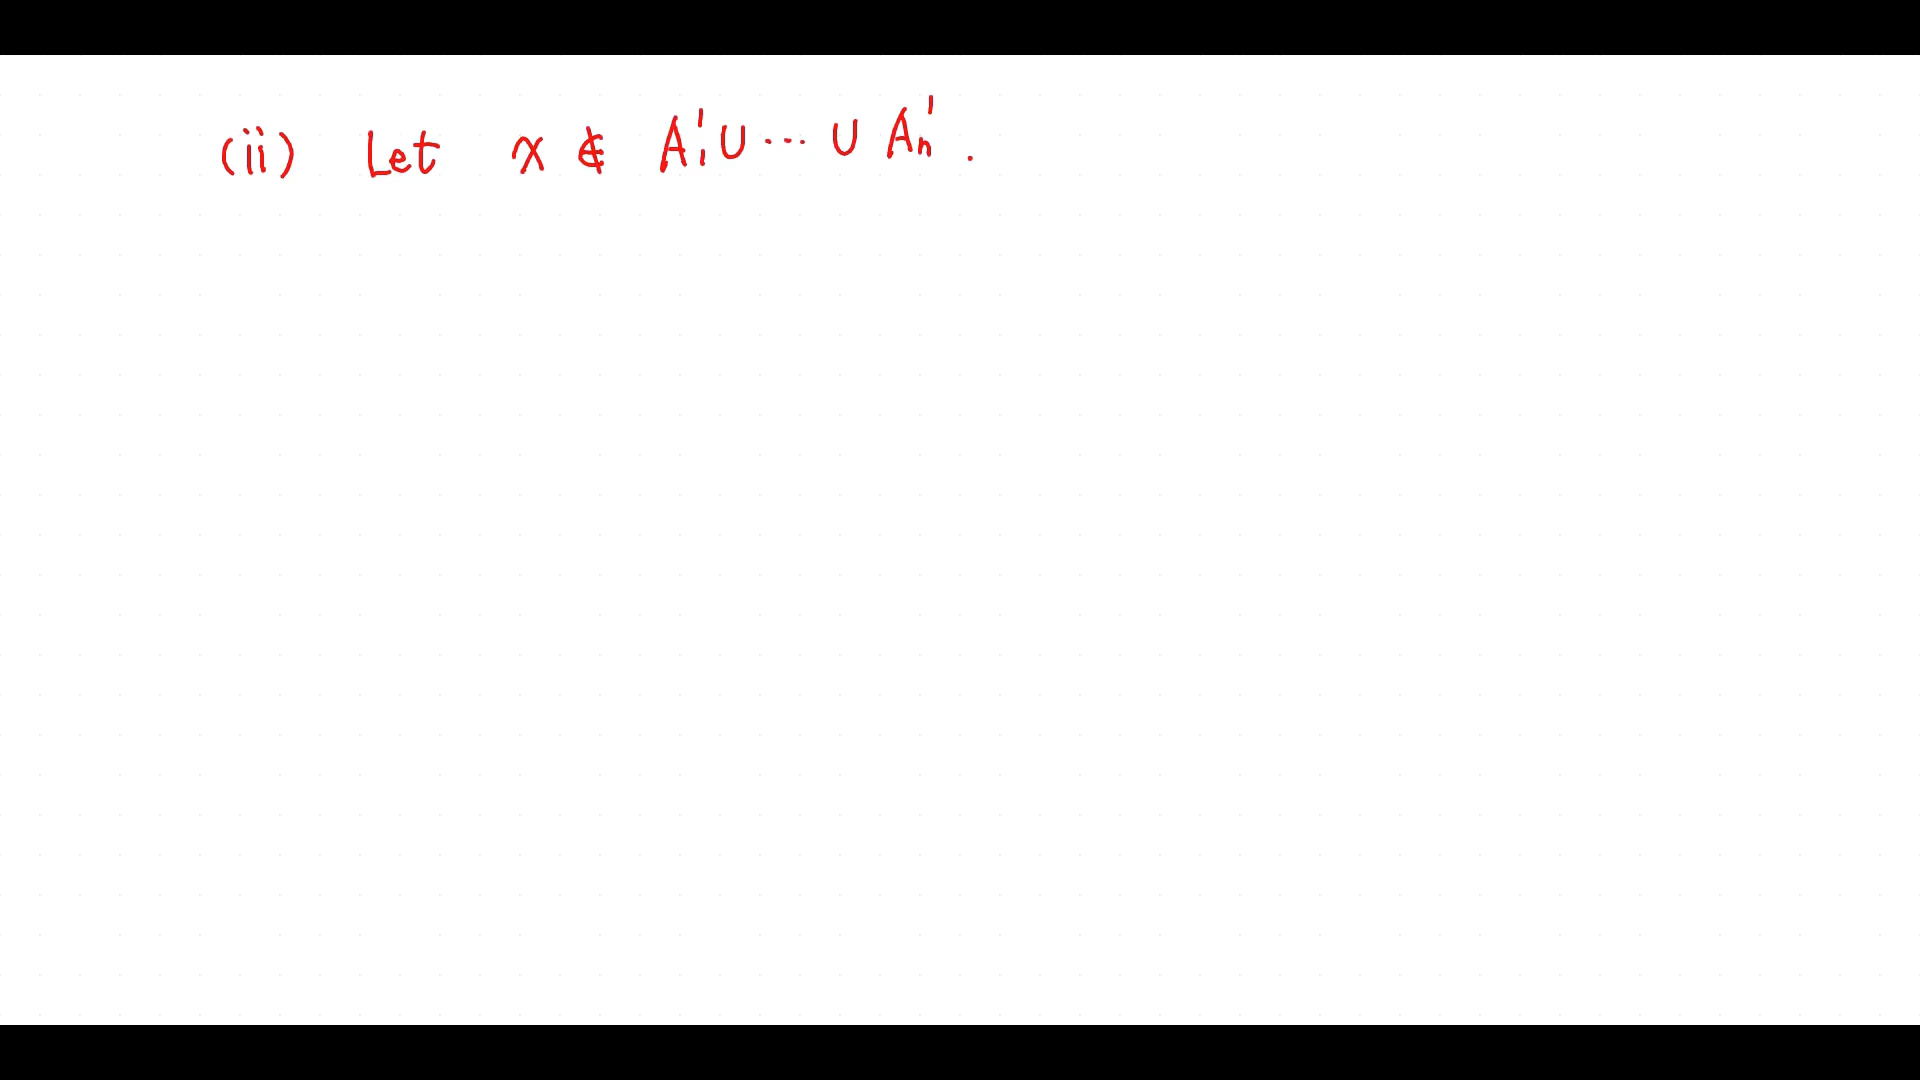 (ii) Let x ∉ A₁' ∪ ⋯ ∪ Aₙ' .